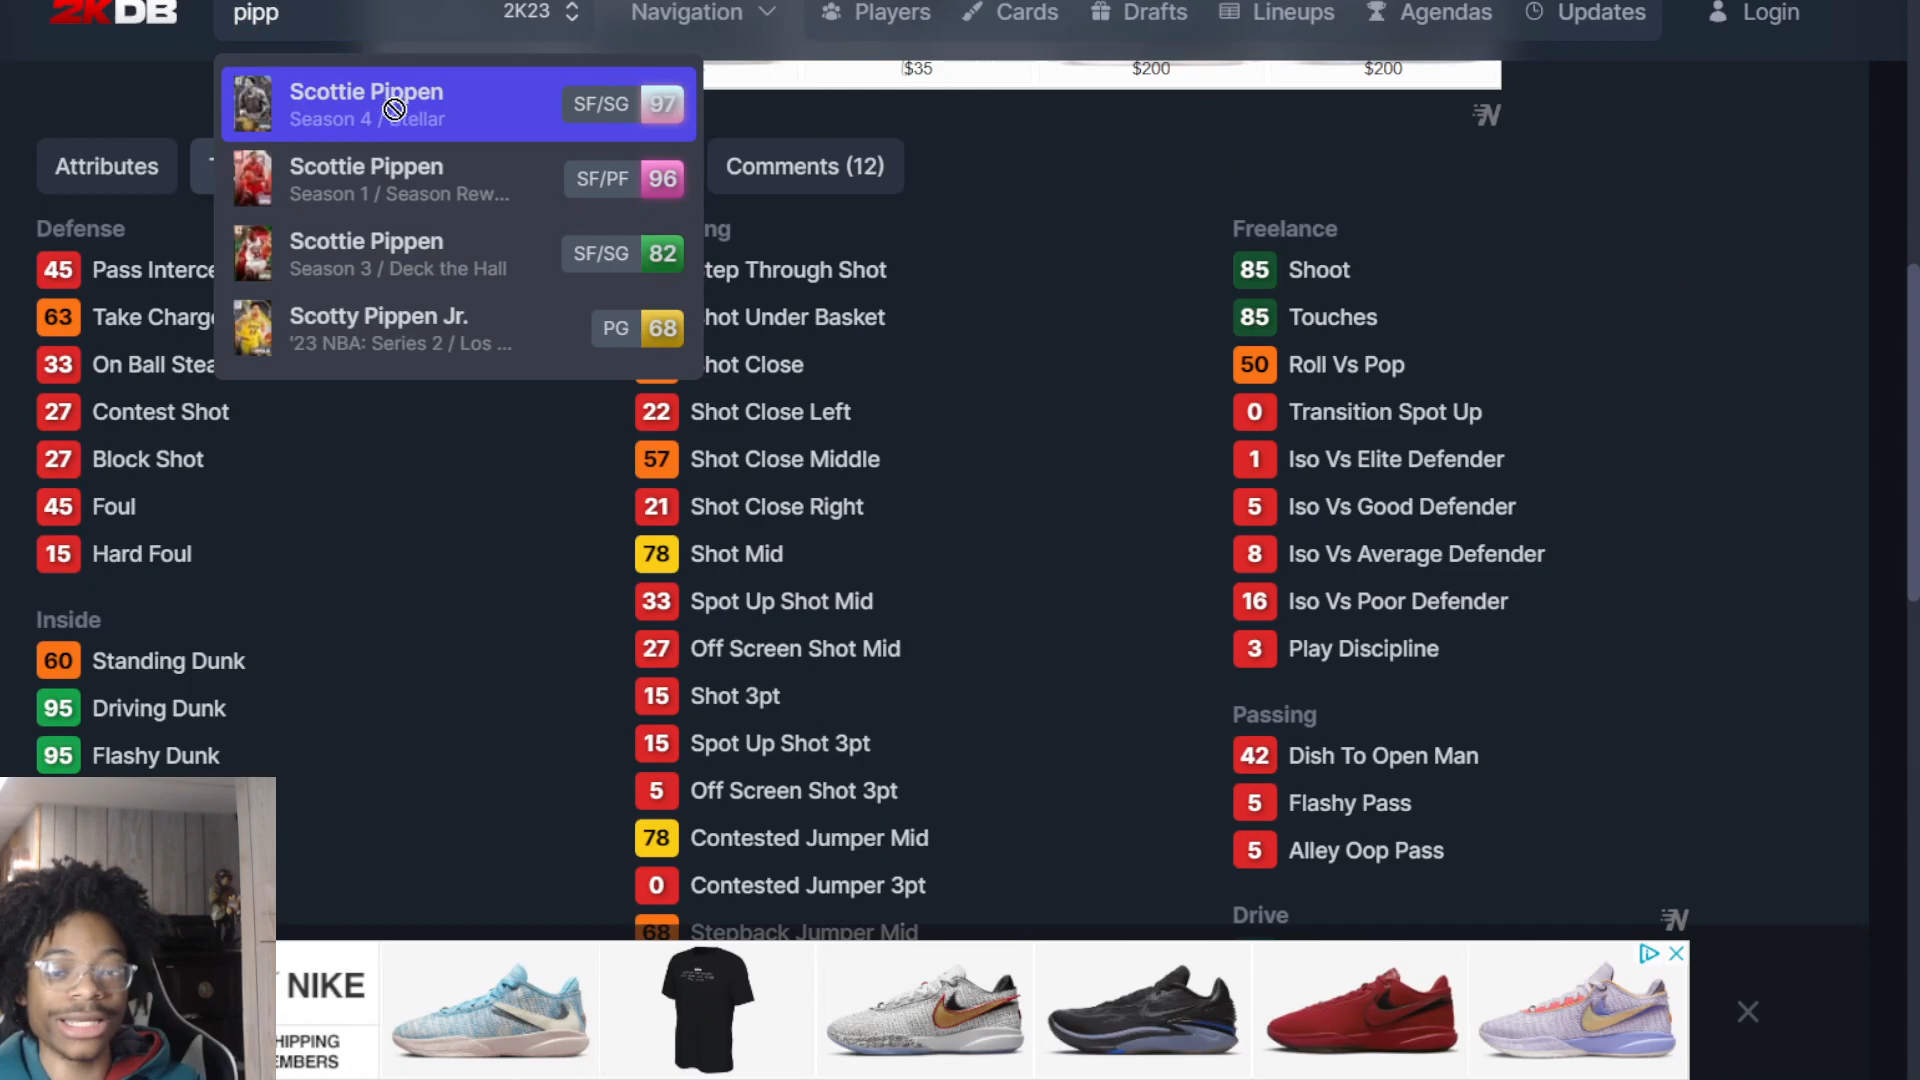 2KDB
pipp
2K23
Navigation
Players
Cards
Drafts
Lineups
Agendas
Updates
Login
Scottie Pippen
Season 4 / Stellar
SF/SG 97
Scottie Pippen
Season 1 / Season Rew...
SF/PF 96
Scottie Pippen
Season 3 / Deck the Hall
SF/SG 82
Scotty Pippen Jr.
'23 NBA: Series 2 / Los ...
PG 68
$35
$200
$200
Attributes
Comments (12)
Defense
45 Pass Interce
63 Take Charg
33 On Ball Stea
27 Contest Shot
27 Block Shot
45 Foul
15 Hard Foul
Inside
60 Standing Dunk
95 Driving Dunk
95 Flashy Dunk
ng
tep Through Shot
hot Under Basket
hot Close
22 Shot Close Left
57 Shot Close Middle
21 Shot Close Right
78 Shot Mid
33 Spot Up Shot Mid
27 Off Screen Shot Mid
15 Shot 3pt
15 Spot Up Shot 3pt
5 Off Screen Shot 3pt
78 Contested Jumper Mid
0 Contested Jumper 3pt
68 Stepback Jumper Mid
Freelance
85 Shoot
85 Touches
50 Roll Vs Pop
0 Transition Spot Up
1 Iso Vs Elite Defender
5 Iso Vs Good Defender
8 Iso Vs Average Defender
16 Iso Vs Poor Defender
3 Play Discipline
Passing
42 Dish To Open Man
5 Flashy Pass
5 Alley Oop Pass
Drive
NIKE
HIPPING
MBERS